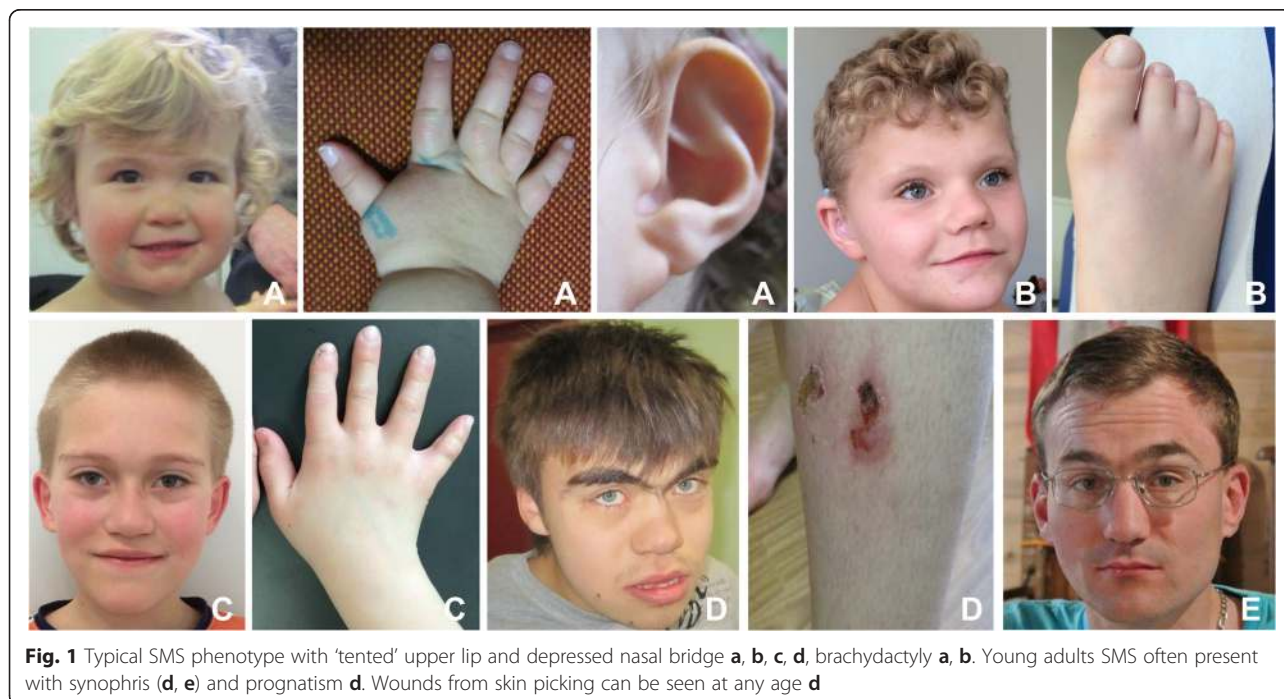 A
A
A
B
B
C
C
D
D
E
Fig. 1 Typical SMS phenotype with ‘tented’ upper lip and depressed nasal bridge a, b, c, d, brachydactyly a, b. Young adults SMS often present
with synophris (d, e) and prognatism d. Wounds from skin picking can be seen at any age d